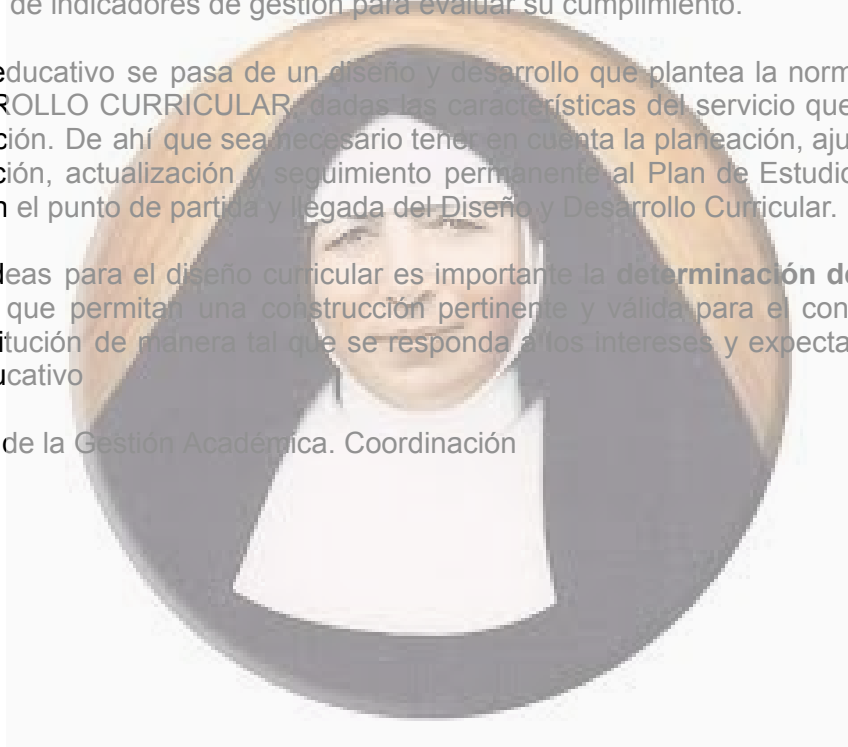 de indicadores de gestión para evaluar su cumplimiento.
educativo se pasa de un diseño y desarrollo que plantea la norm
ROLLO CURRICULAR, dadas las características del servicio que
ción. De ahí que sea necesario tener en cuenta la planeación, aju
ción, actualización y seguimiento permanente al Plan de Estudio
n el punto de partida y llegada del Diseño y Desarrollo Curricular.
deas para el diseño curricular es importante la determinación de
que permitan una construcción pertinente y válida para el con
itución de manera tal que se responda a los intereses y expecta
ucativo
de la Gestión Académica. Coordinación